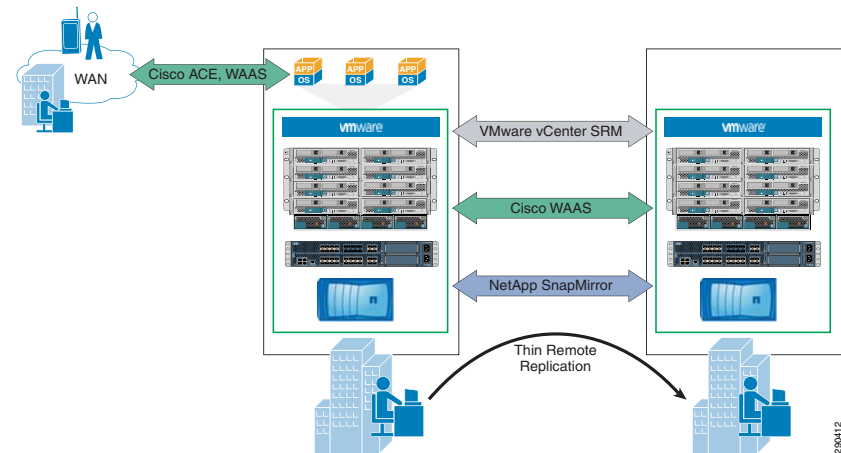 WAN
Cisco ACE, WAAS
APP
OS
APP
OS
APP
OS
vmware
vmware
VMware vCenter SRM
Cisco WAAS
NetApp SnapMirror
Thin Remote
Replication
290412